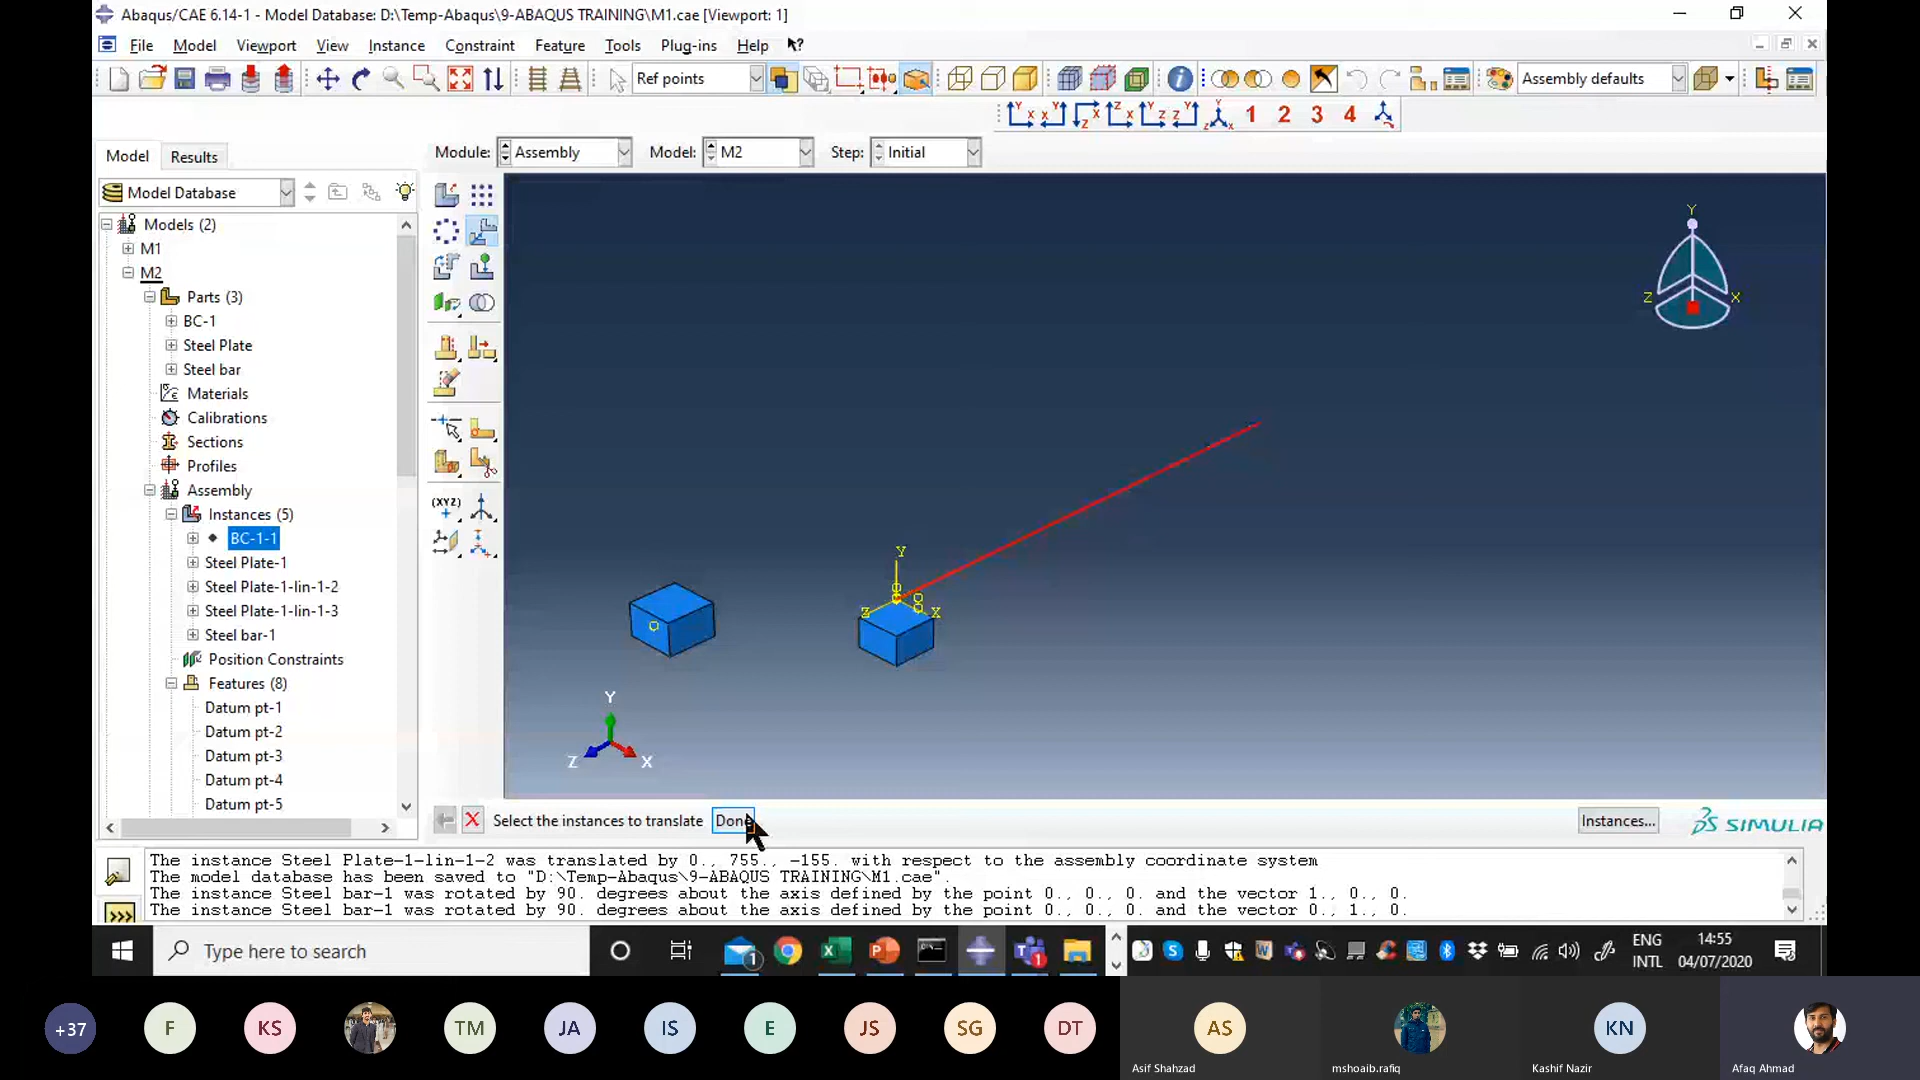 Abaqus/CAE 6.14-1 - Model Database: D:\Temp-Abaqus\9-ABAQUS TRAINING\M1.cae [Viewport: 1]
File Model Viewport View Instance Constraint Feature Tools Plug-ins Help
Ref points
Assembly defaults
1 2 3 4
Model Results
Module: Assembly Model: M2 Step: Initial
Model Database
Models (2)
M1
M2
Parts (3)
BC-1
Steel Plate
Steel bar
Materials
Calibrations
Sections
Profiles
Assembly
Instances (5)
BC-1-1
Steel Plate-1
Steel Plate-1-lin-1-2
Steel Plate-1-lin-1-3
Steel bar-1
Position Constraints
Features (8)
Datum pt-1
Datum pt-2
Datum pt-3
Datum pt-4
Datum pt-5
(XYZ)
Y
Z X
Y
Z X
Y
Z X
Select the instances to translate Done
Instances...
SIMULIA
The instance Steel Plate-1-lin-1-2 was translated by 0., 755., -155. with respect to the assembly coordinate system
The model database has been saved to "D:\Temp-Abaqus\9-ABAQUS TRAINING\M1.cae".
The instance Steel bar-1 was rotated by 90. degrees about the axis defined by the point 0., 0., 0. and the vector 1., 0., 0.
The instance Steel bar-1 was rotated by 90. degrees about the axis defined by the point 0., 0., 0. and the vector 0., 1., 0.
>>>
Type here to search
1
1
ENG
INTL
14:55
04/07/2020
+37 F KS TM JA IS E JS SG DT AS KN
Asif Shahzad mshoaib.rafiq Kashif Nazir Afaq Ahmad